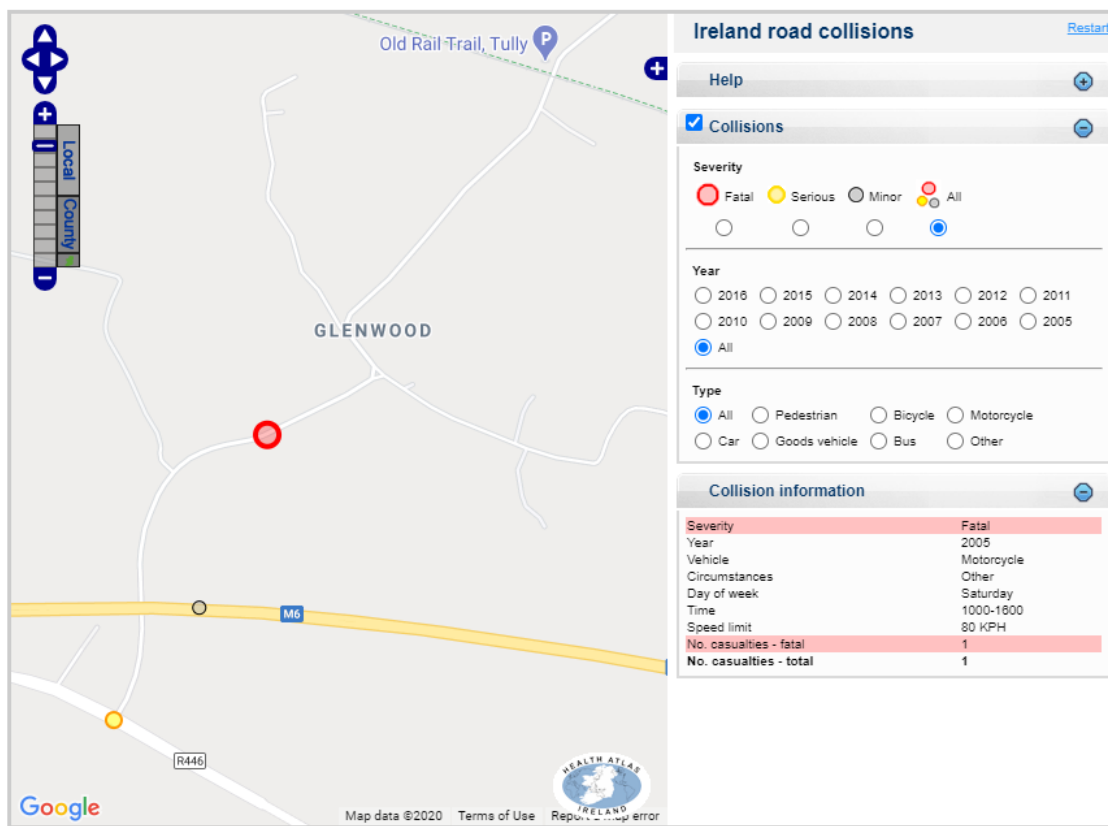 Old Rail Trail, Tully P
Local
County
GLENWOOD
M6
R446
HEALTH ATLAS
IRELAND
Google
Map data ©2020 Terms of Use Report a map error
Ireland road collisions Restart
Help
Collisions
Severity
Fatal Serious Minor All
Year
2016 2015 2014 2013 2012 2011
2010 2009 2008 2007 2006 2005
All
Type
All Pedestrian Bicycle Motorcycle
Car Goods vehicle Bus Other
Collision information
Severity Fatal
Year 2005
Vehicle Motorcycle
Circumstances Other
Day of week Saturday
Time 1000-1600
Speed limit 80 KPH
No. casualties - fatal 1
No. casualties - total 1